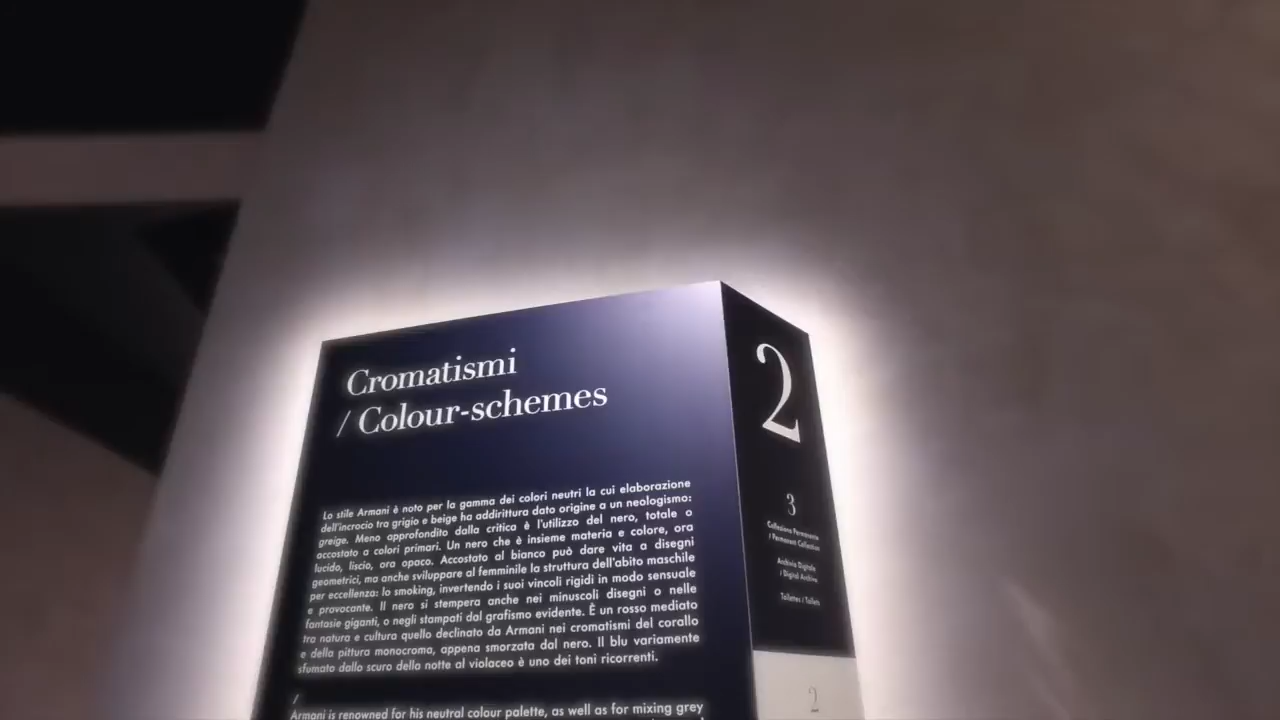 Cromatismi
/ Colour-schemes
Lo stile Armani è noto per la gamma dei colori neutri la cui elaborazione
dell'incrocio tra grigio e beige ha addirittura dato origine a un neologismo:
greige. Meno approfondito dalla critica è l'utilizzo del nero, totale o
accostato a colori primari. Un nero che è insieme materia e colore, ora
lucido, liscio, ora opaco. Accostato al bianco può dare vita a disegni
geometrici, ma anche sviluppare al femminile la struttura dell'abito maschile
per eccellenza: lo smoking, invertendo i suoi vincoli rigidi in modo sensuale
e provocante. Il nero si stempera anche nei minuscoli disegni o nelle
fantasie giganti, o negli stampati dal grafismo evidente. È un rosso mediato
tra natura e cultura quello declinato da Armani nei cromatismi del corallo
e della pittura monocroma, appena smorzata dal nero. Il blu variamente
sfumato dallo scuro della notte al violaceo è uno dei toni ricorrenti.
/
Armani is renowned for his neutral colour palette, as well as for mixing grey
2
3
Collezione Permanente
/ Permanent Collection
Archivio Digitale
/ Digital Archive
Toilettes / Toilets
2